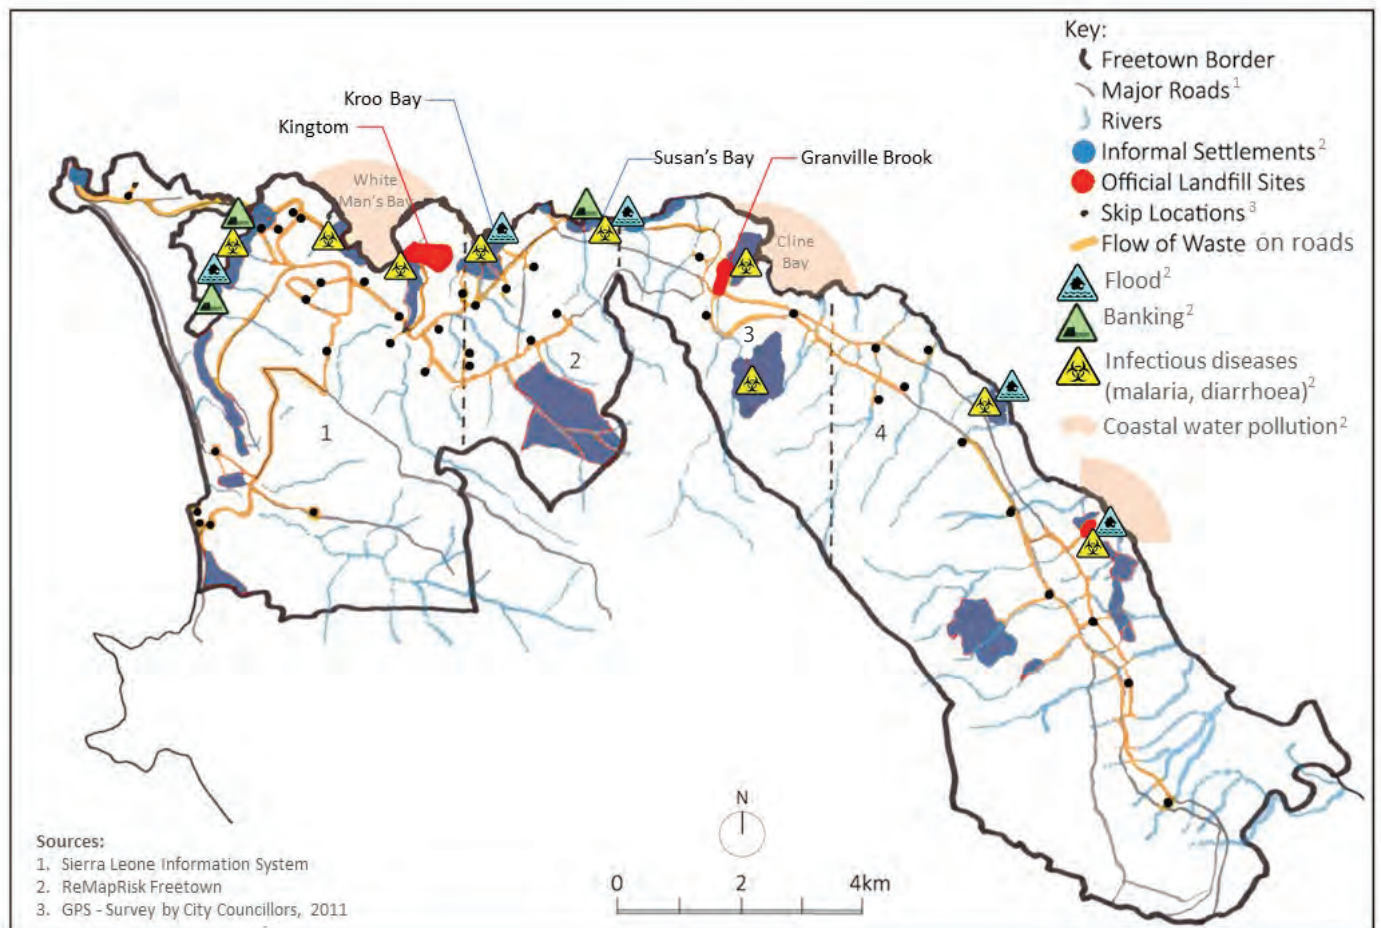 Key:
Freetown Border
Major Roads1
Rivers
Informal Settlements2
Official Landfill Sites
Skip Locations3
Flow of Waste on roads
Flood2
Banking2
Infectious diseases
(malaria, diarrhoea)2
Coastal water pollution2
Kroo Bay
Kingtom
Susan's Bay
Granville Brook
White
Man's Bay
Cline
Bay
1
2
3
4
N
0 2 4km
Sources:
1. Sierra Leone Information System
2. ReMapRisk Freetown
3. GPS - Survey by City Councillors, 2011